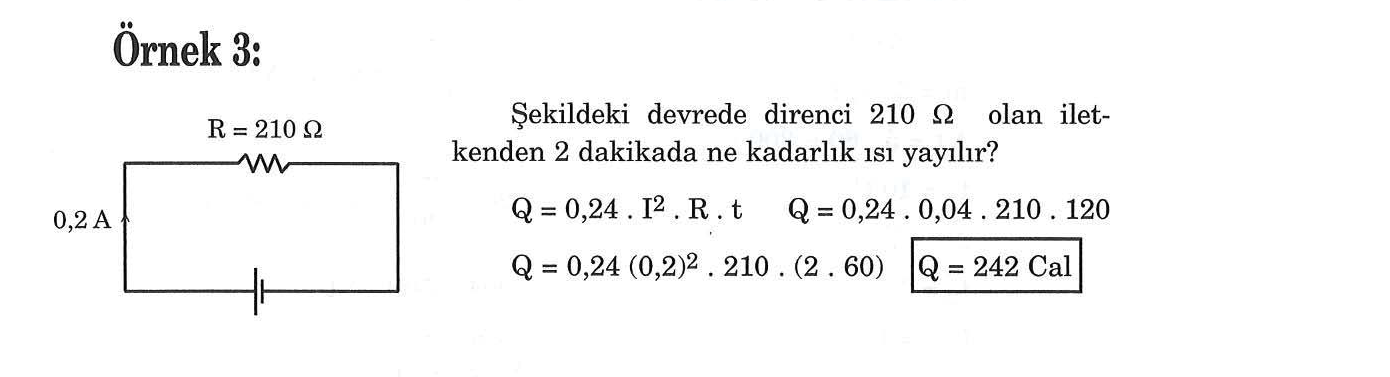 Örnek 3:
R = 210 Ω
0,2 A
Şekildeki devrede direnci 210 Ω olan ilet-
kenden 2 dakikada ne kadarlık ısı yayılır?
Q = 0,24 . I² . R . t Q = 0,24 . 0,04 . 210 . 120
Q = 0,24 (0,2)² . 210 . (2 . 60) Q = 242 Cal